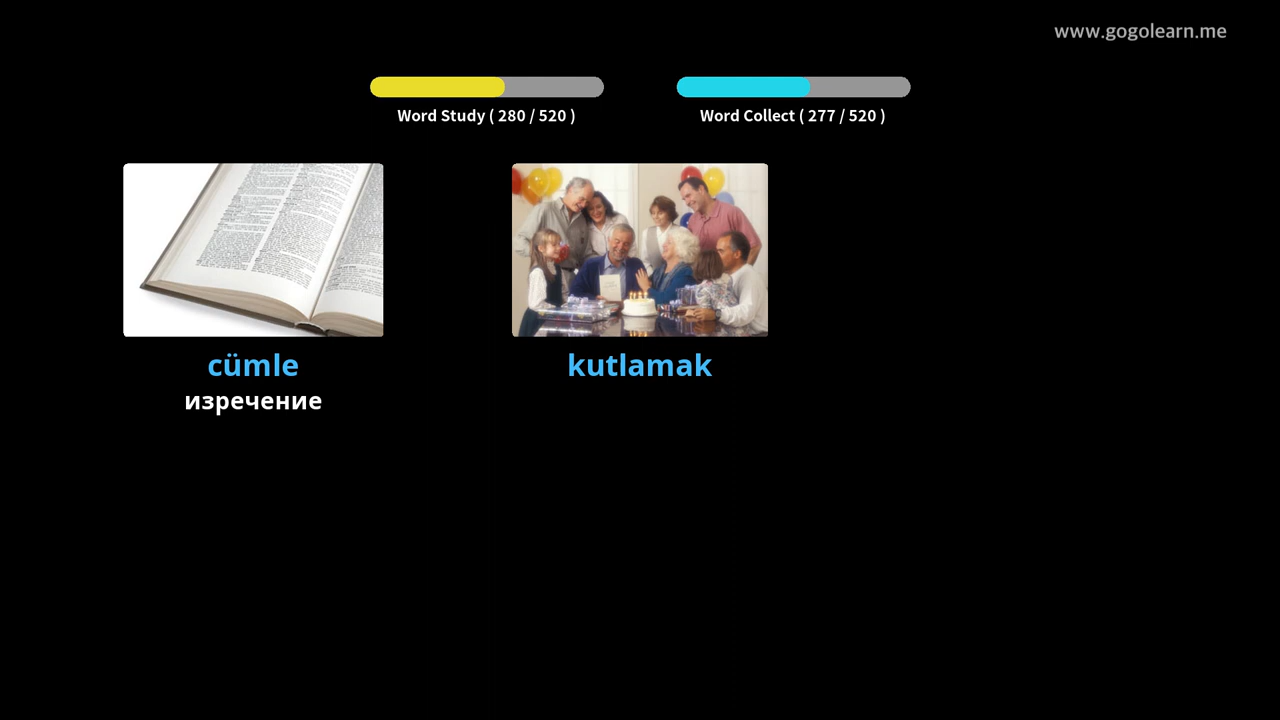 www.gogolearn.me
Word Study ( 280 / 520 )
Word Collect ( 277 / 520 )
cümle
kutlamak
изречение